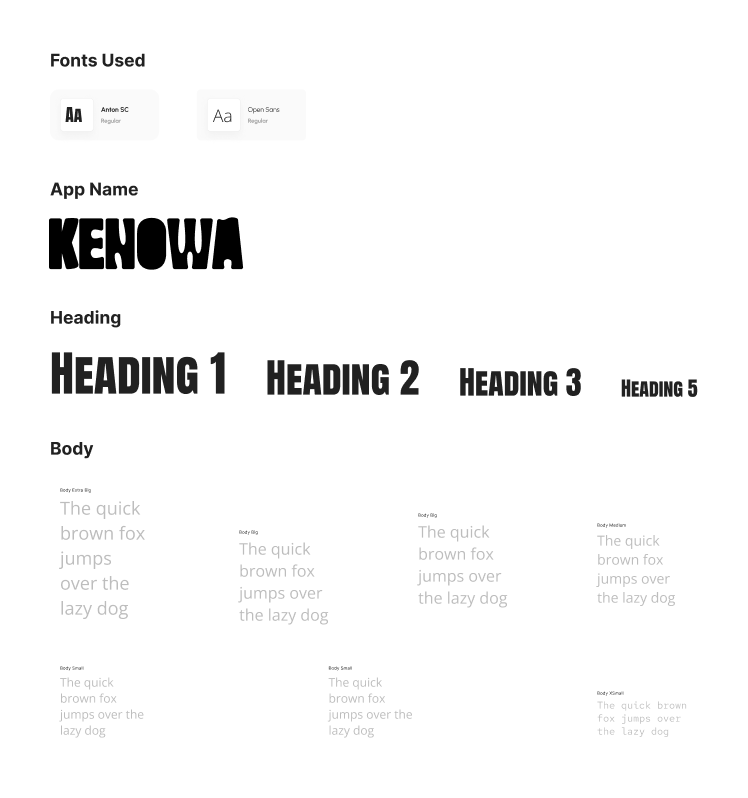 Fonts Used
Aa
Anton SC
Regular
Aa
Open Sans
Regular
App Name
KENOWA
Heading
HEADING 1
HEADING 2
HEADING 3
HEADING 5
Body
Body Extra Big
The quick
brown fox
jumps
over the
lazy dog
Body Big
The quick
brown fox
jumps over
the lazy dog
Body Big
The quick
brown fox
jumps over
the lazy dog
Body Medium
The quick
brown fox
jumps over
the lazy dog
Body Small
The quick
brown fox
jumps over the
lazy dog
Body Small
The quick
brown fox
jumps over the
lazy dog
Body XSmall
The quick brown
fox jumps over
the lazy dog